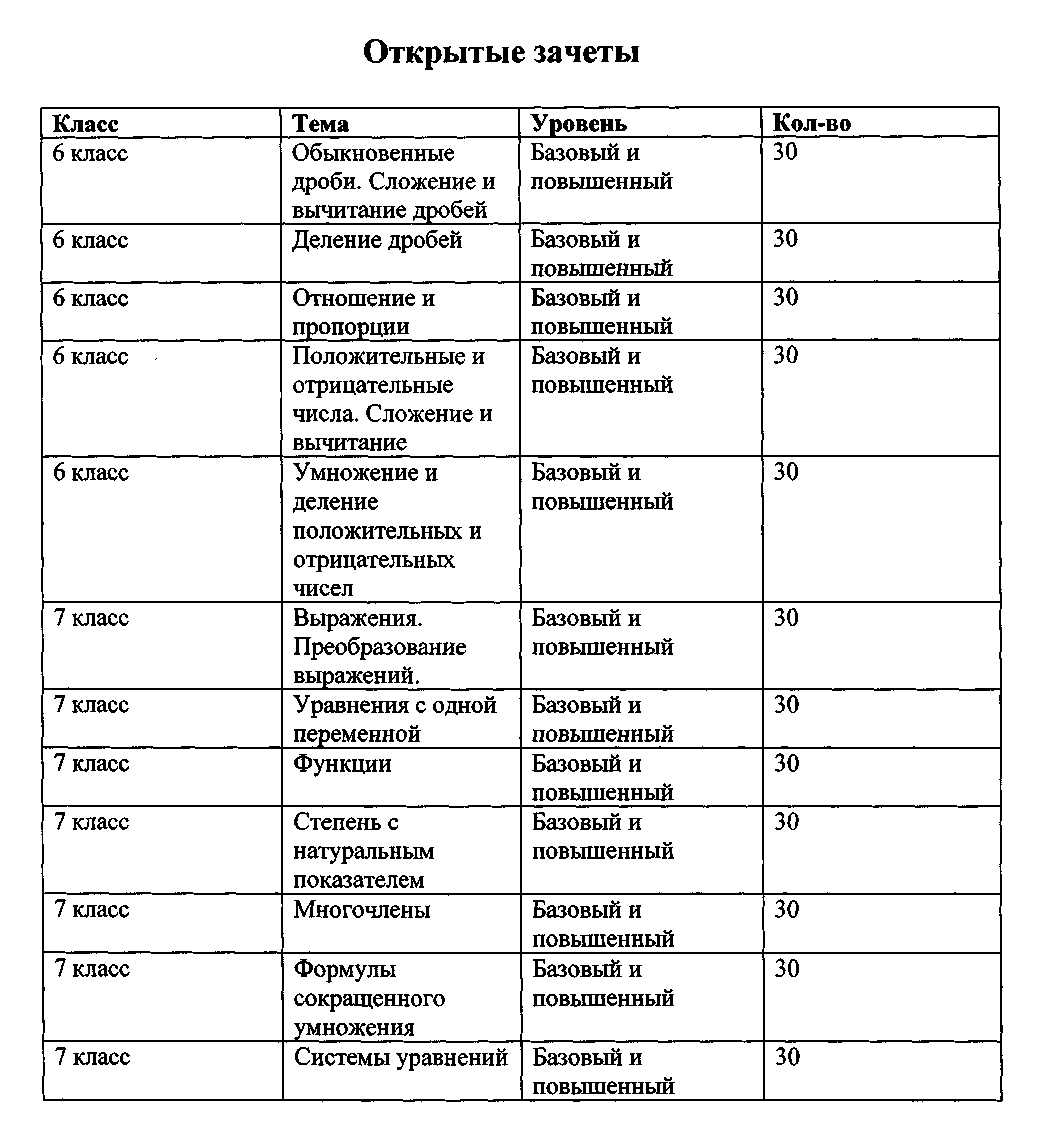 Открытые зачеты
Класс Тема Уровень Кол-во
6 класс Обыкновенные Базовый и 30
дроби. Сложение и повышенный
вычитание дробей
6 класс Деление дробей Базовый и 30
повышенный
6 класс Отношение и Базовый и 30
пропорции повышенный
6 класс Положительные и Базовый и 30
отрицательные повышенный
числа. Сложение и
вычитание
6 класс Умножение и Базовый и 30
деление повышенный
положительных и
отрицательных
чисел
7 класс Выражения. Базовый и 30
Преобразование повышенный
выражений.
7 класс Уравнения с одной Базовый и 30
переменной повышенный
7 класс Функции Базовый и 30
повышенный
7 класс Степень с Базовый и 30
натуральным повышенный
показателем
7 класс Многочлены Базовый и 30
повышенный
7 класс Формулы Базовый и 30
сокращенного повышенный
умножения
7 класс Системы уравнений Базовый и 30
повышенный